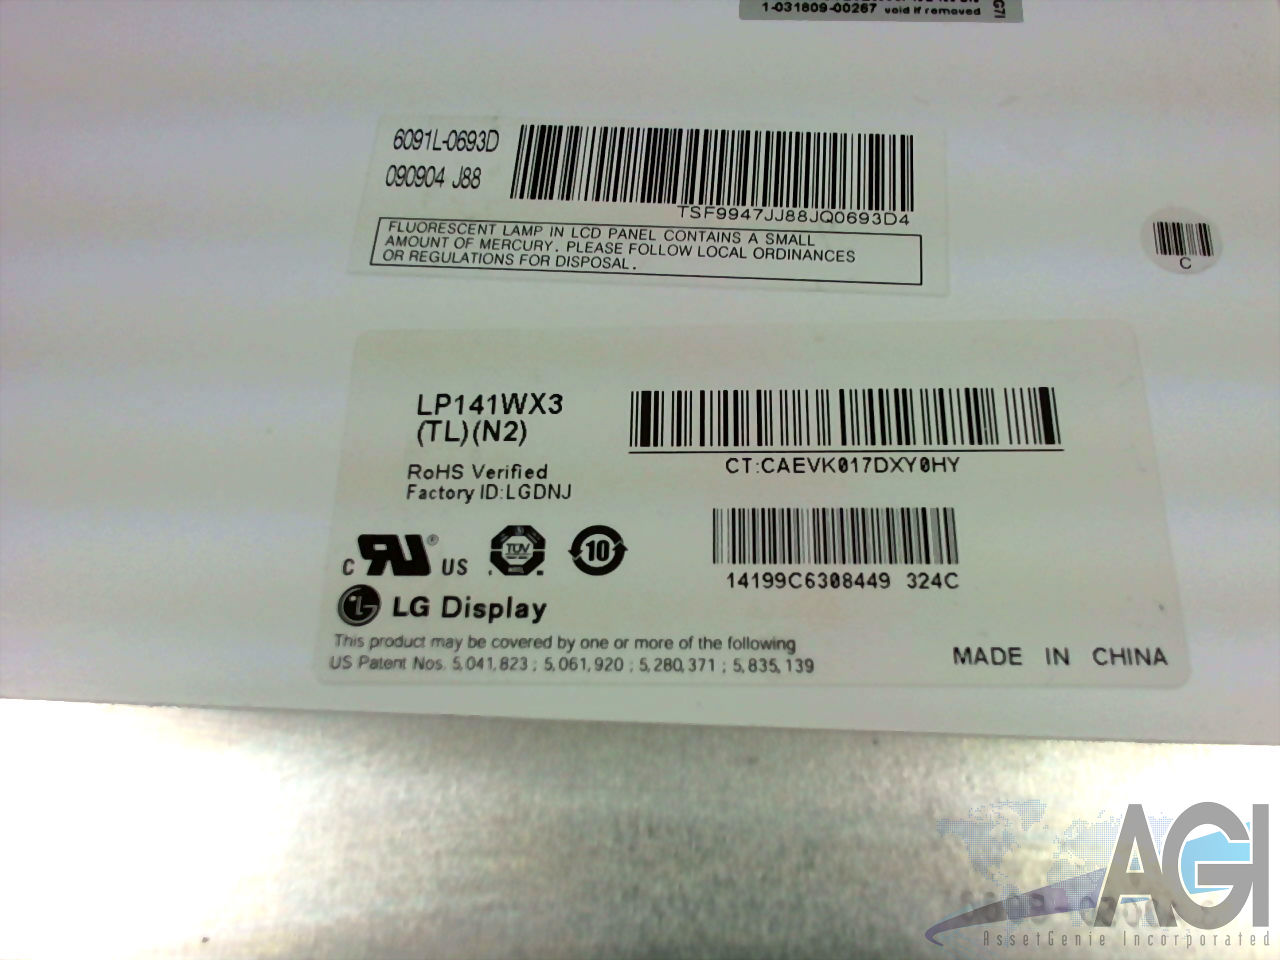 1-031809-00267 void if removed
G7I
6091L-0693D
090904 J88
TSF9947JJ88JQ0693D4
FLUORESCENT LAMP IN LCD PANEL CONTAINS A SMALL
AMOUNT OF MERCURY. PLEASE FOLLOW LOCAL ORDINANCES
OR REGULATIONS FOR DISPOSAL.
C
LP141WX3
(TL)(N2)
RoHS Verified
Factory ID:LGDNJ
CT:CAEVK017DXY0HY
14199C6308449 324C
C UR ® US
TÜV
10
LG Display
This product may be covered by one or more of the following
US Patent Nos. 5,041,823 ; 5,061,920 ; 5,280,371 ; 5,835,139
MADE IN CHINA
AGI
AssetGenie Incorporated